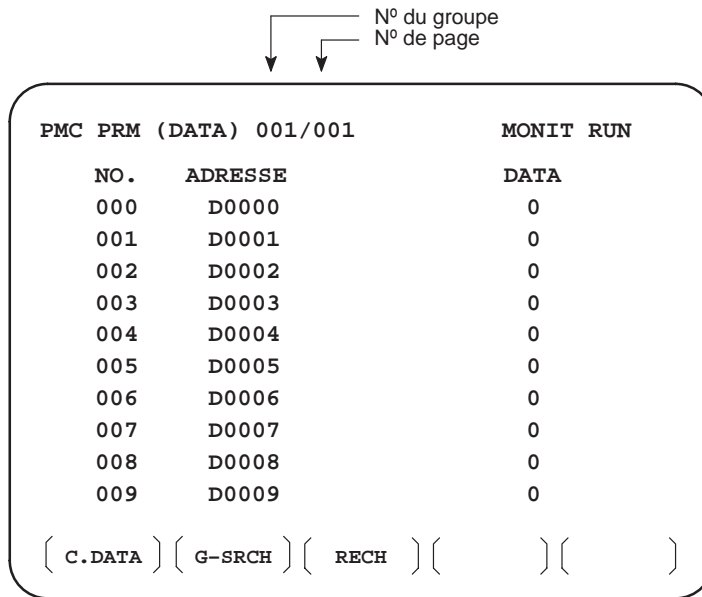 Nº du groupe
Nº de page
PMC PRM (DATA) 001/001 MONIT RUN
NO. ADRESSE DATA
000 D0000 0
001 D0001 0
002 D0002 0
003 D0003 0
004 D0004 0
005 D0005 0
006 D0006 0
007 D0007 0
008 D0008 0
009 D0009 0
C.DATA G-SRCH RECH